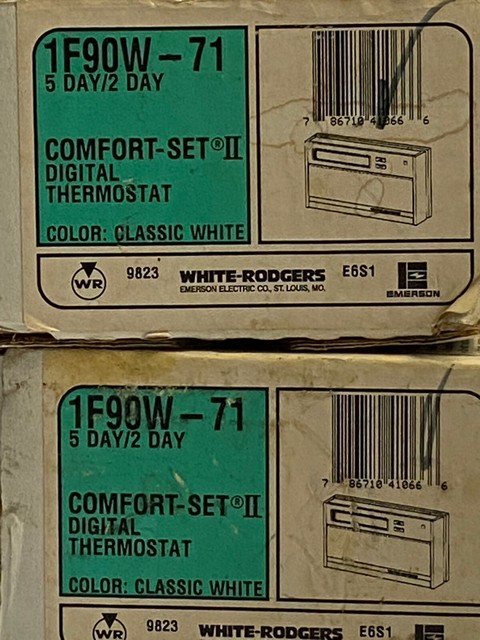 1F90W-71
5 DAY/2 DAY
COMFORT-SET®II
DIGITAL
THERMOSTAT
COLOR: CLASSIC WHITE
7 86710 41066 6
WR
9823
WHITE-RODGERS
EMERSON ELECTRIC CO., ST. LOUIS, MO.
E6S1
EMERSON
1F90W-71
5 DAY/2 DAY
COMFORT-SET®II
DIGITAL
THERMOSTAT
COLOR: CLASSIC WHITE
7 86710 41066 6
WR
9823
WHITE-RODGERS
E6S1